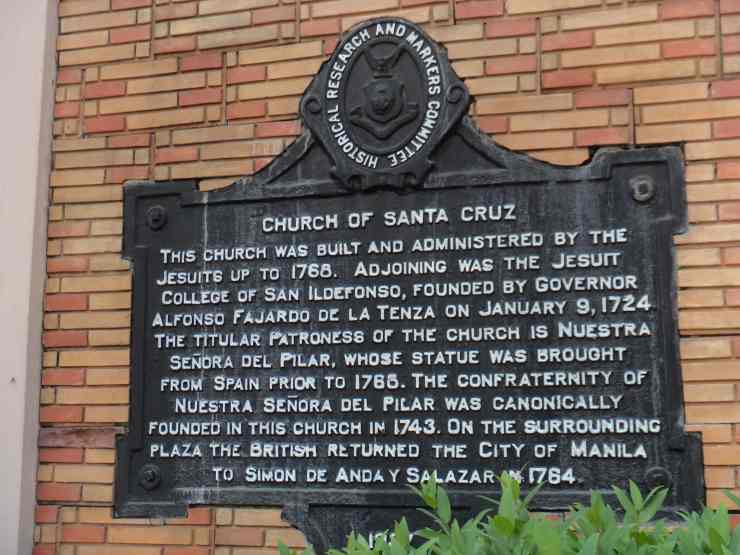 HISTORICAL RESEARCH AND MARKERS COMMITTEE
CHURCH OF SANTA CRUZ
THIS CHURCH WAS BUILT AND ADMINISTERED BY THE
JESUITS UP TO 1768. ADJOINING WAS THE JESUIT
COLLEGE OF SAN ILDEFONSO, FOUNDED BY GOVERNOR
ALFONSO FAJARDO DE LA TENZA ON JANUARY 9, 1724
THE TITULAR PATRONESS OF THE CHURCH IS NUESTRA
SEÑORA DEL PILAR, WHOSE STATUE WAS BROUGHT
FROM SPAIN PRIOR TO 1768. THE CONFRATERNITY OF
NUESTRA SEÑORA DEL PILAR WAS CANONICALLY
FOUNDED IN THIS CHURCH IN 1743. ON THE SURROUNDING
PLAZA THE BRITISH RETURNED THE CITY OF MANILA
TO SIMON DE ANDA Y SALAZAR IN 1764.